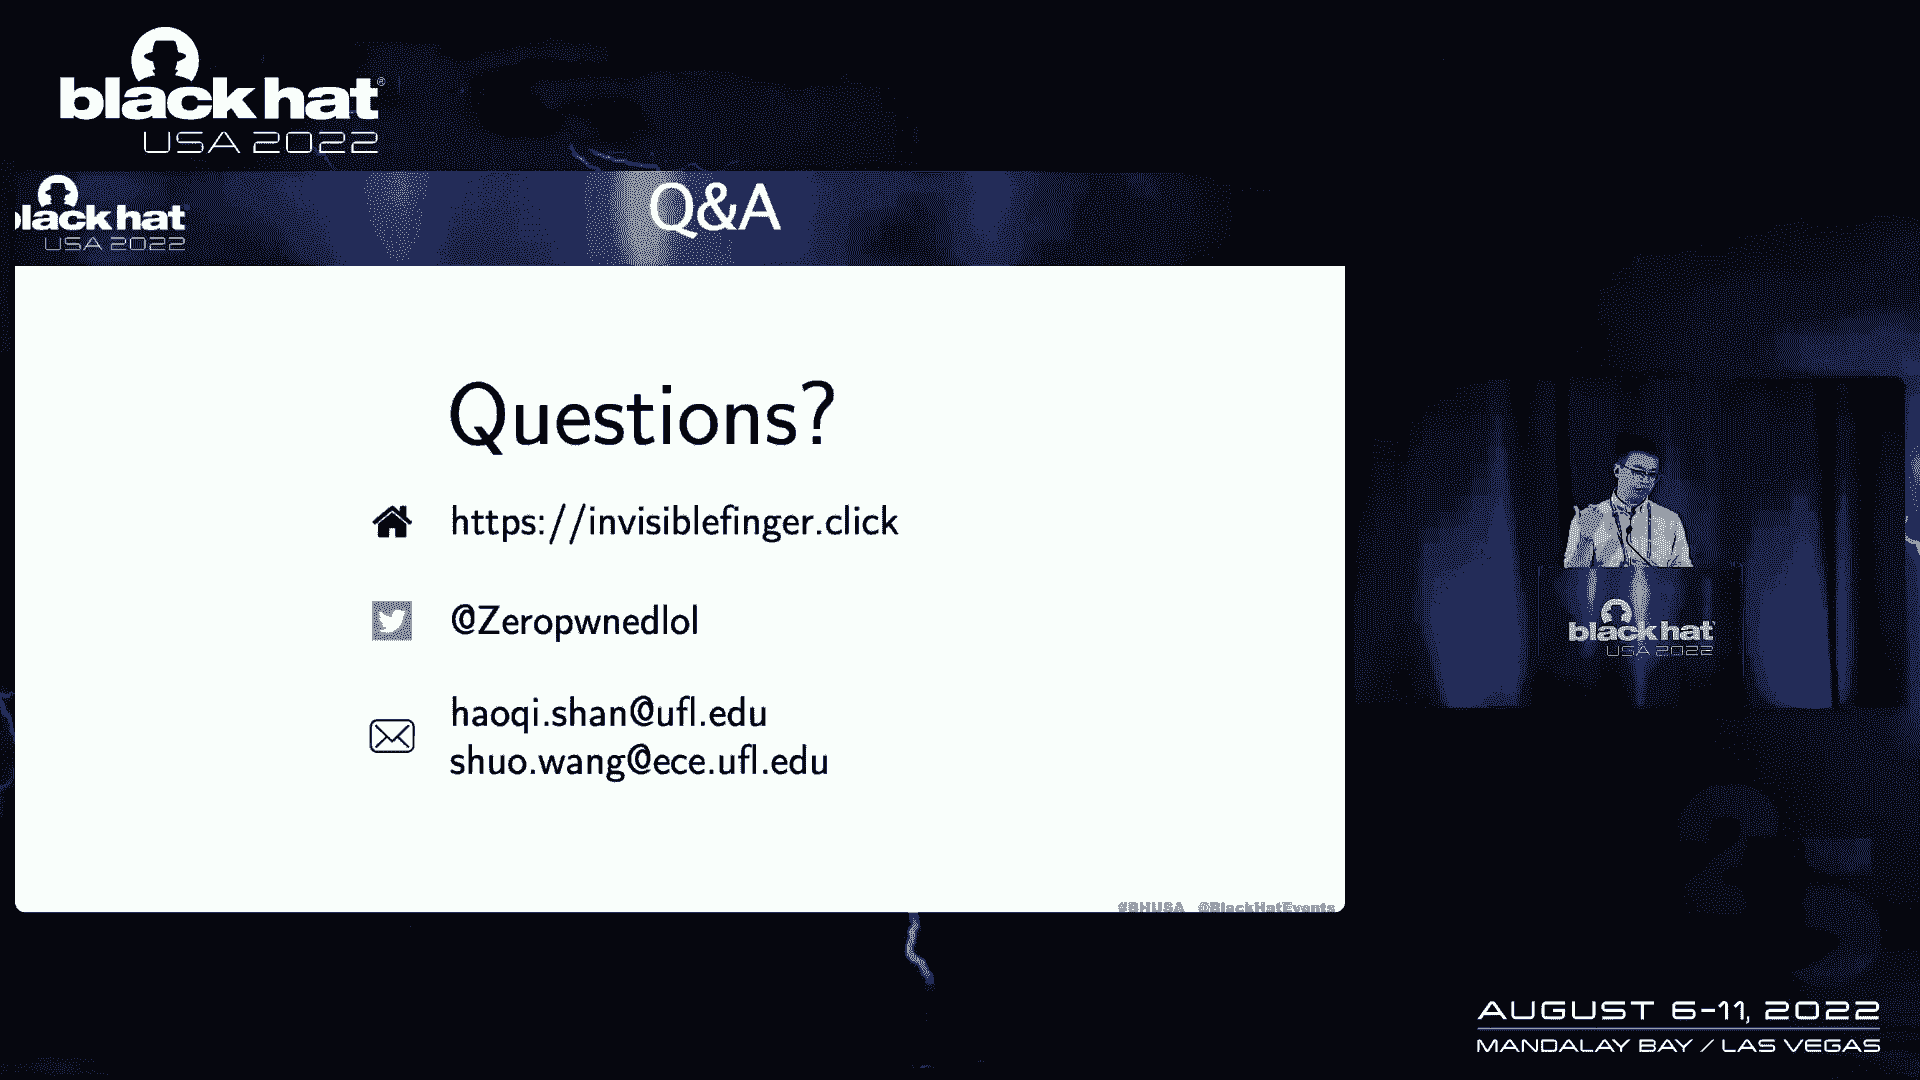 black hat®
USA 2022
black hat
USA 2022
Q&A
Questions?
https://invisiblefinger.click
@Zeropwnedlol
haoqi.shan@ufl.edu
shuo.wang@ece.ufl.edu
#BHUSA @BlackHatEvents
black hat
USA 2022
AUGUST 6-11, 2022
MANDALAY BAY / LAS VEGAS